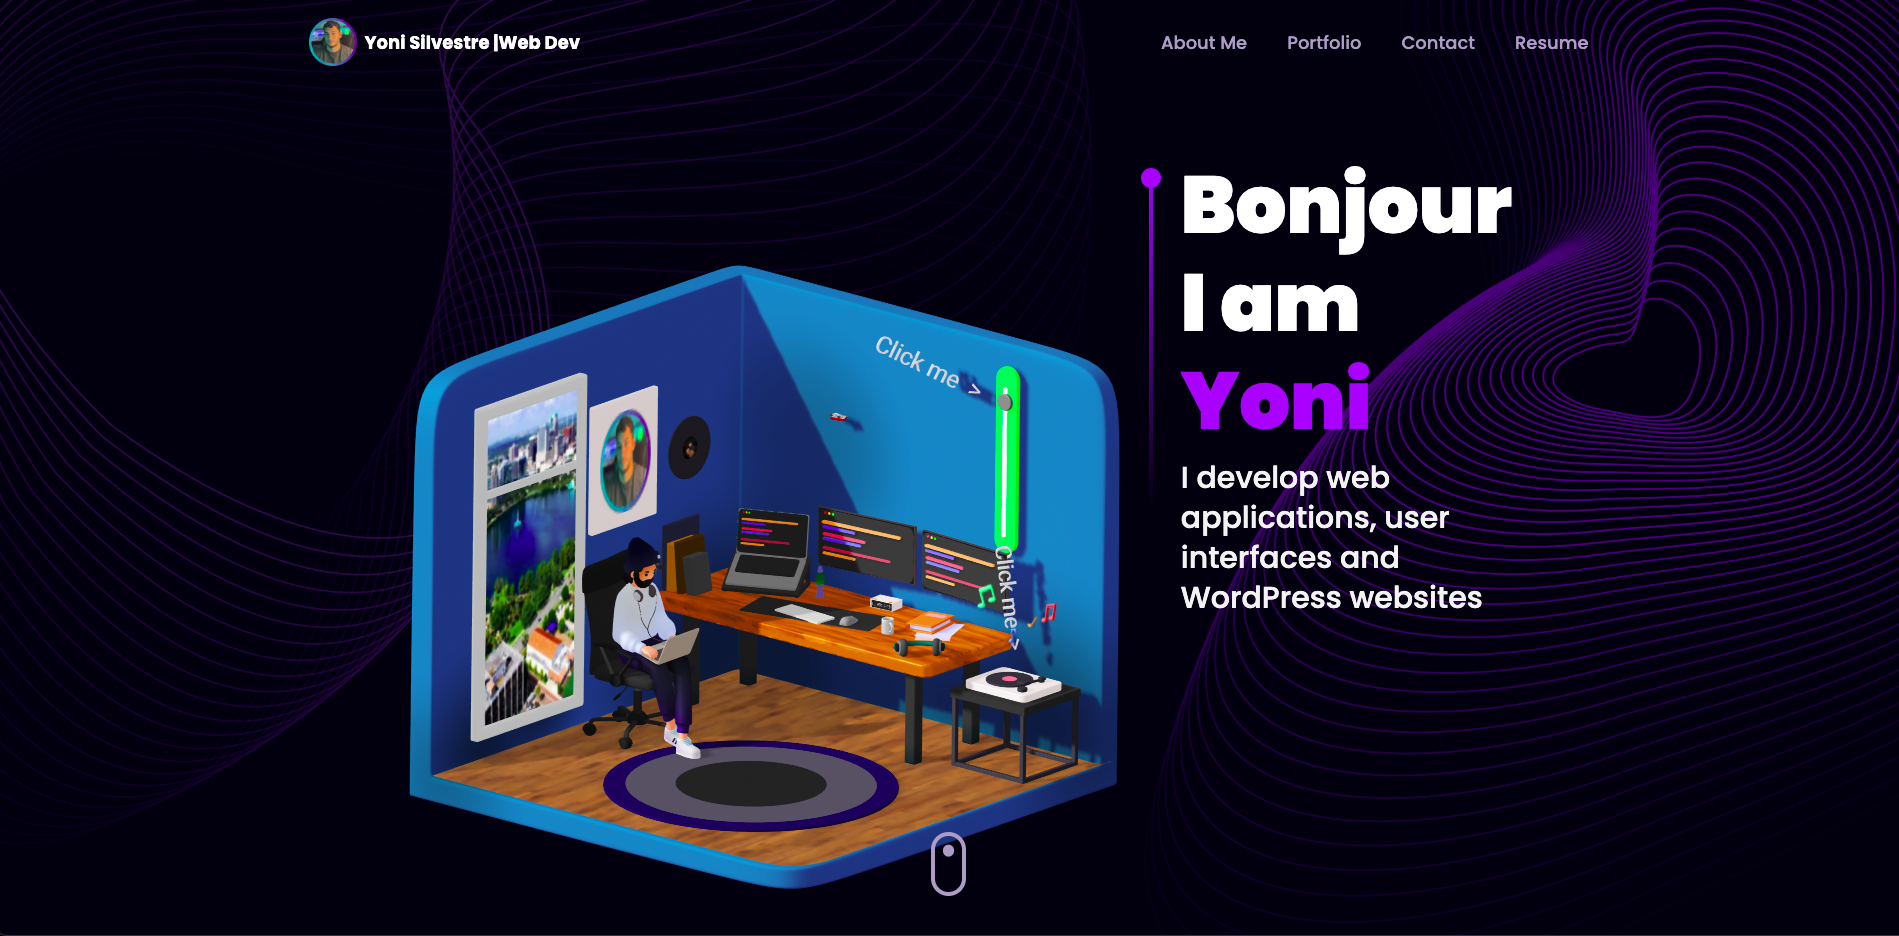 Yoni Silvestre |Web Dev
About Me
Portfolio
Contact
Resume
Bonjour
I am
Yoni
I develop web
applications, user
interfaces and
WordPress websites
Click me >
Click me >